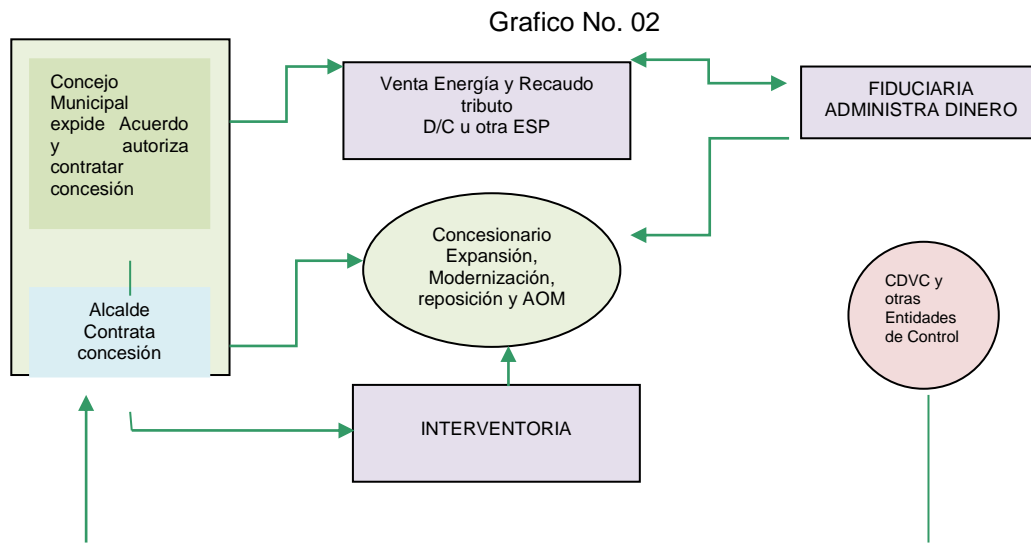 Grafico No. 02
Concejo
Municipal
expide Acuerdo
y autoriza
contratar
concesión
Alcalde
Contrata
concesión
Venta Energía y Recaudo
tributo
D/C u otra ESP
FIDUCIARIA
ADMINISTRA DINERO
Concesionario
Expansión,
Modernización,
reposición y AOM
CDVC y
otras
Entidades
de Control
INTERVENTORIA